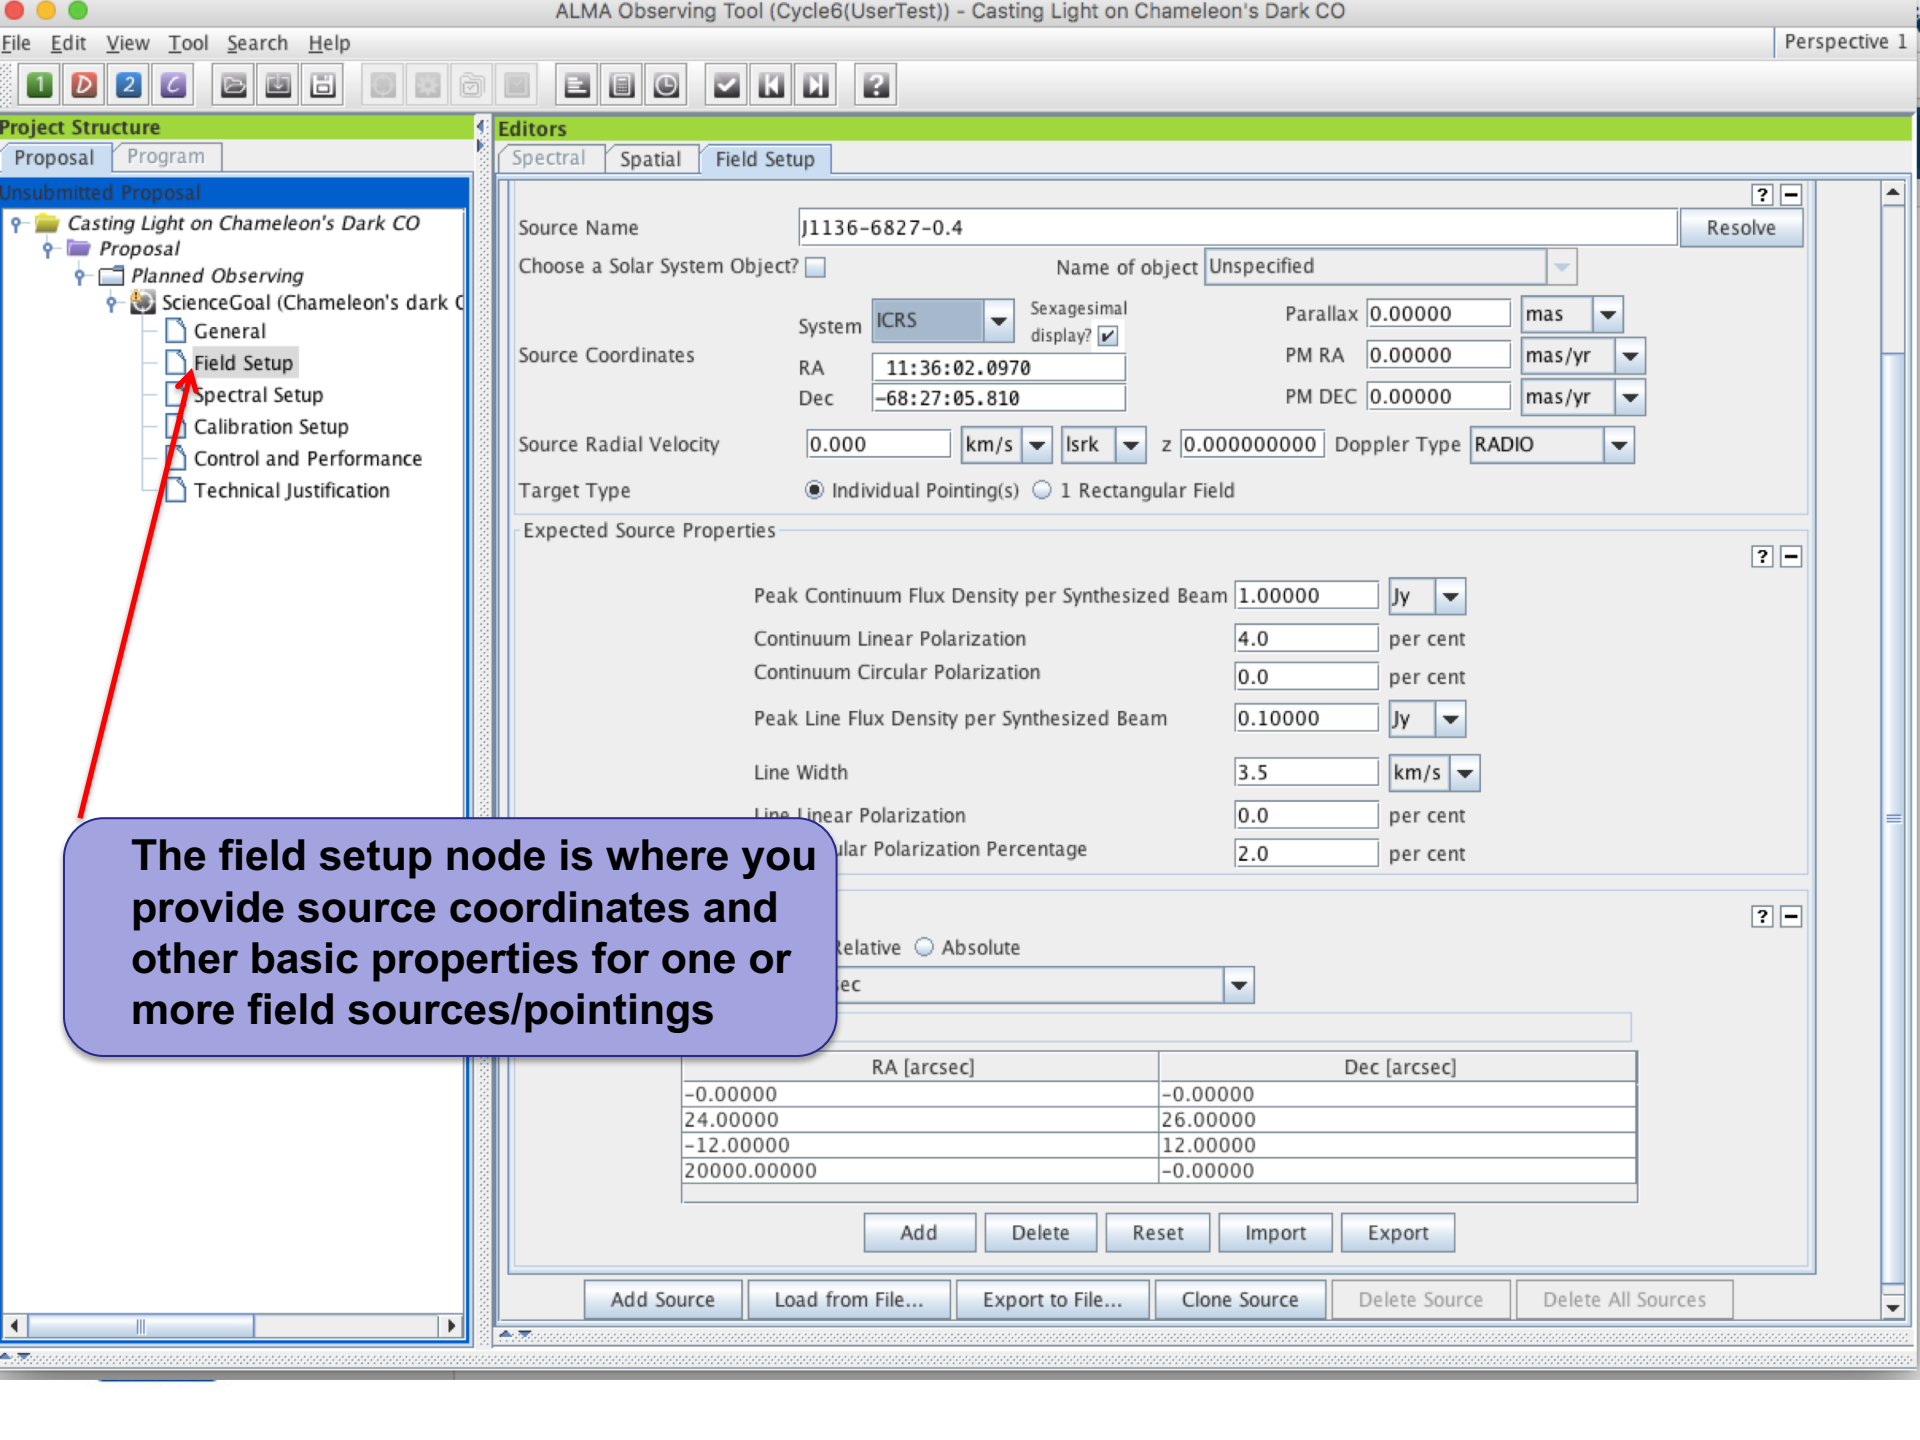 ALMA Observing Tool (Cycle6(UserTest)) - Casting Light on Chameleon's Dark CO
File Edit View Tool Search Help
Perspective 1
1 D 2 C ?
Project Structure
Proposal Program
Unsubmitted Proposal
Casting Light on Chameleon's Dark CO
Proposal
Planned Observing
ScienceGoal (Chameleon's dark
General
Field Setup
Spectral Setup
Calibration Setup
Control and Performance
Technical Justification
The field setup node is where you
provide source coordinates and
other basic properties for one or
more field sources/pointings
Editors
Spectral Spatial Field Setup
?
Source Name J1136-6827-0.4 Resolve
Choose a Solar System Object? Name of object Unspecified
Source Coordinates
System ICRS Sexagesimal display?
RA 11:36:02.0970
Dec -68:27:05.810
Parallax 0.00000 mas
PM RA 0.00000 mas/yr
PM DEC 0.00000 mas/yr
Source Radial Velocity 0.000 km/s lsrk z 0.000000000 Doppler Type RADIO
Target Type Individual Pointing(s) 1 Rectangular Field
Expected Source Properties
?
Peak Continuum Flux Density per Synthesized Beam 1.00000 Jy
Continuum Linear Polarization 4.0 per cent
Continuum Circular Polarization 0.0 per cent
Peak Line Flux Density per Synthesized Beam 0.10000 Jy
Line Width 3.5 km/s
Line Linear Polarization 0.0 per cent
Polarization Percentage 2.0 per cent
?
Relative Absolute
RA [arcsec] Dec [arcsec]
-0.00000 -0.00000
24.00000 26.00000
-12.00000 12.00000
20000.00000 -0.00000
Add Delete Reset Import Export
Add Source Load from File... Export to File... Clone Source Delete Source Delete All Sources